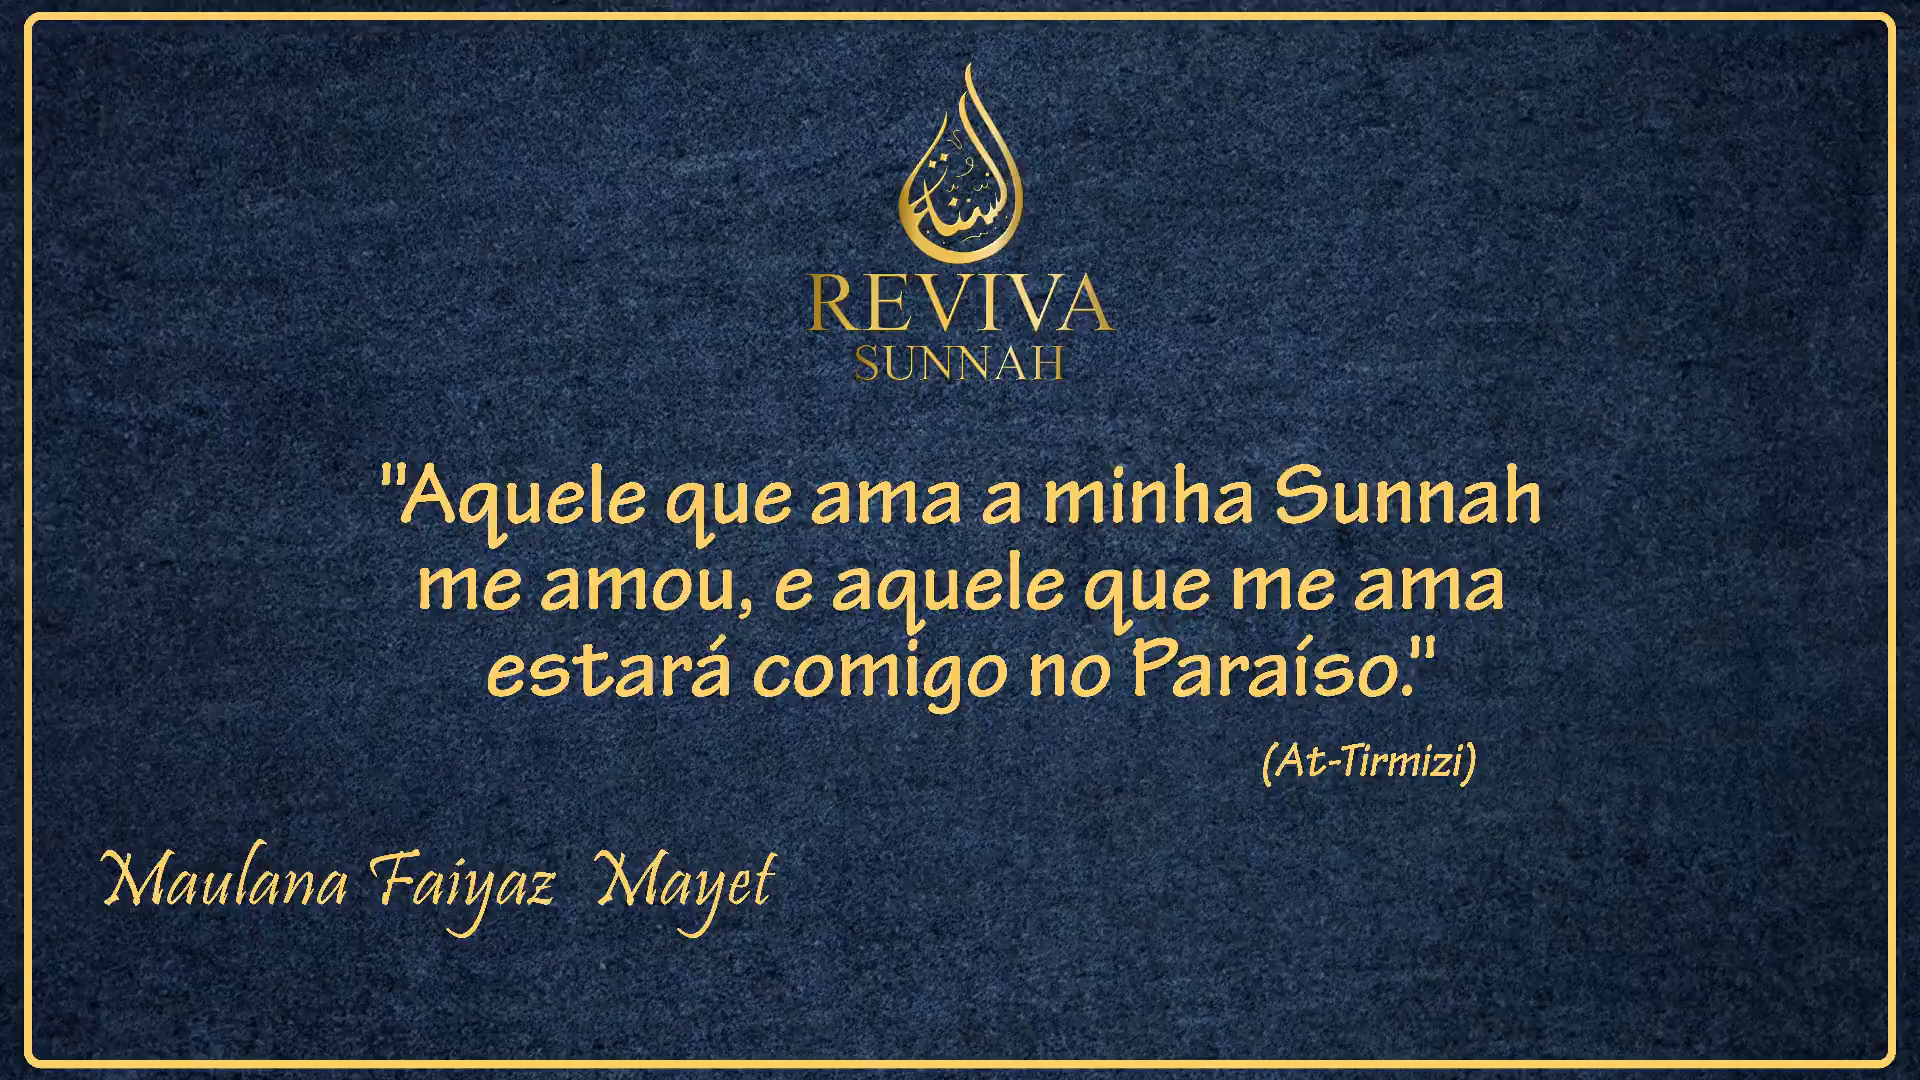 السُّنَّة
REVIVA
SUNNAH
"Aquele que ama a minha Sunnah
me amou, e aquele que me ama
estará comigo no Paraíso."
(At-Tirmizi)
Maulana Faiyaz Mayet